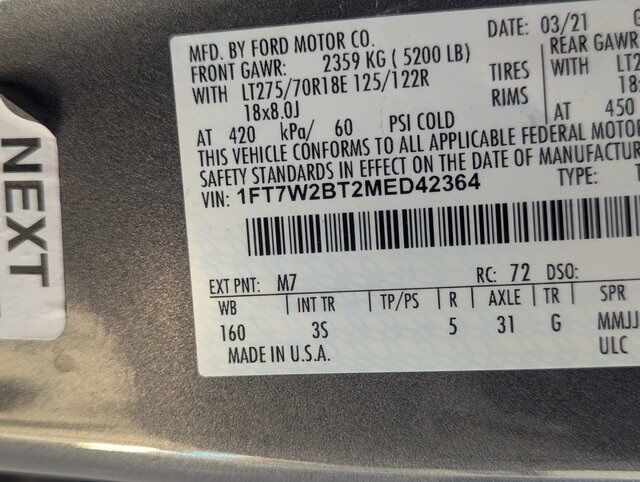 MFD. BY FORD MOTOR CO.
DATE: 03/21
FRONT GAWR: 2359 KG ( 5200 LB)
REAR GAWR
WITH LT275/70R18E 125/122R TIRES WITH
18x8.0J RIMS
AT 420 kPa/ 60 PSI COLD AT 450
THIS VEHICLE CONFORMS TO ALL APPLICABLE FEDERAL MOTOR
SAFETY STANDARDS IN EFFECT ON THE DATE OF
VIN: 1FT7W2BT2MED42364 TYPE:
EXT PNT: M7 RC: 72 DSO:
WB INT TR TP/PS R AXLE TR SPR
160 3S 5 31 G
ULC
MADE IN U.S.A.
NEXT